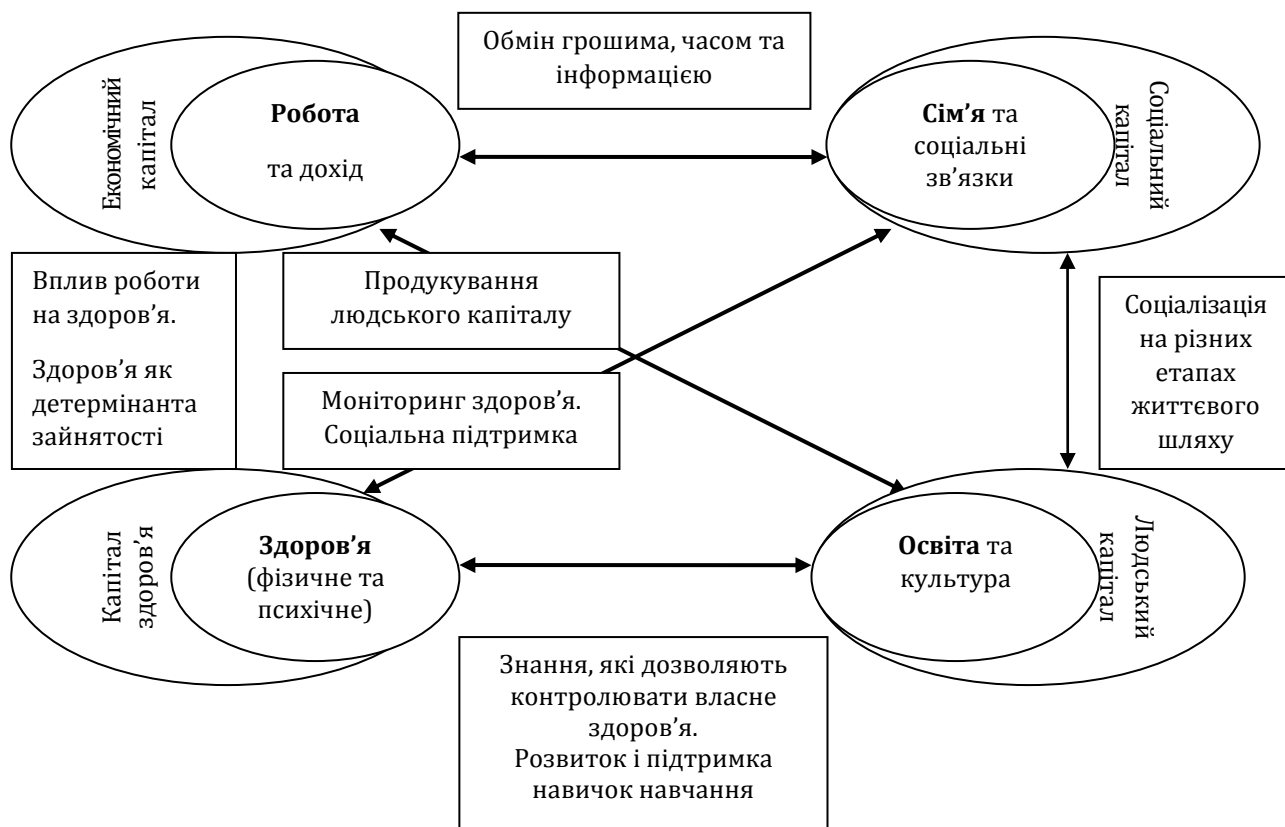 Обмін грошима, часом та
інформацією
Економічний
капітал
Робота
та дохід
Сім’я та
соціальні
зв’язки
Соціальний
капітал
Вплив роботи
на здоров’я.
Здоров’я як
детермінанта
зайнятості
Продукування
людського капіталу
Моніторинг здоров’я.
Соціальна підтримка
Соціалізація
на різних
етапах
життєвого
шляху
Капітал
здоров’я
Здоров’я
(фізичне та
психічне)
Освіта та
культура
Людський
капітал
Знання, які дозволяють
контролювати власне
здоров’я.
Розвиток і підтримка
навичок навчання